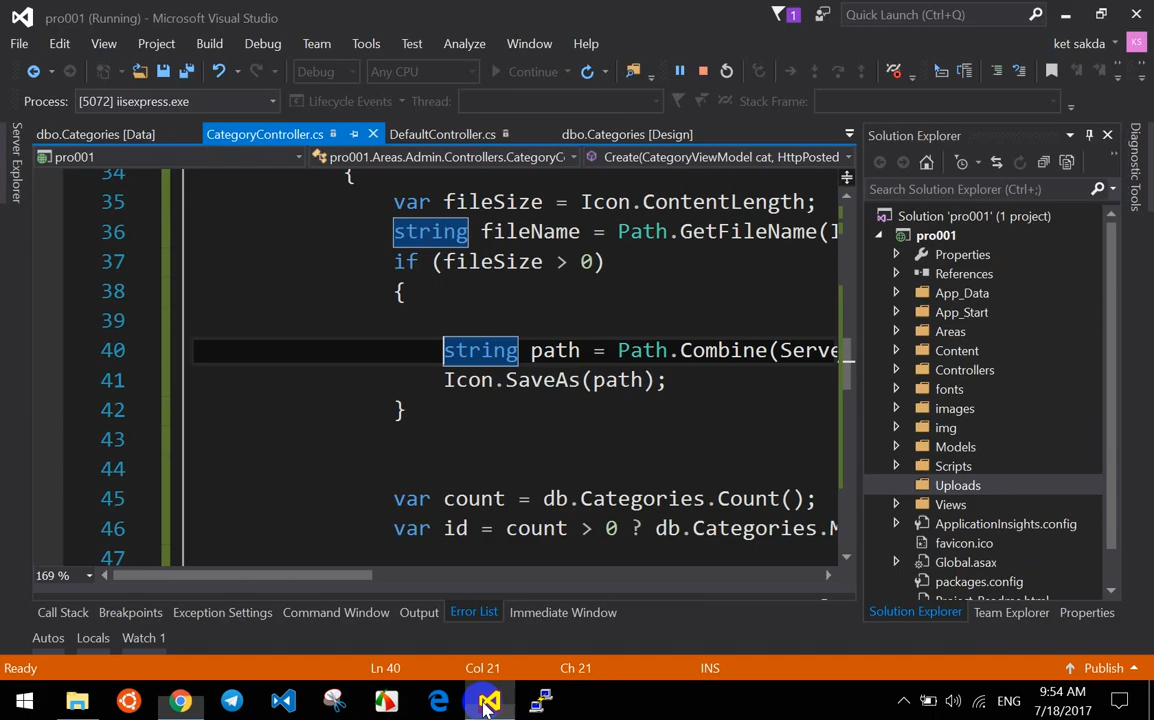 pro001 (Running) - Microsoft Visual Studio
1
Quick Launch (Ctrl+Q)
File Edit View Project Build Debug Team Tools Test Analyze Window Help
ket sakda
KS
Debug Any CPU Continue
Process: [5072] iisexpress.exe Lifecycle Events Thread: Stack Frame:
Server Explorer
dbo.Categories [Data] CategoryController.cs DefaultController.cs dbo.Categories [Design]
pro001 pro001.Areas.Admin.Controllers.CategoryC Create(CategoryViewModel cat, HttpPosted
34 {
35 var fileSize = Icon.ContentLength;
36 string fileName = Path.GetFileName(I
37 if (fileSize > 0)
38 {
39
40 string path = Path.Combine(Serve
41 Icon.SaveAs(path);
42 }
43
44
45 var count = db.Categories.Count();
46 var id = count > 0 ? db.Categories.M
47
169 %
Solution Explorer
Search Solution Explorer (Ctrl+;)
Solution 'pro001' (1 project)
pro001
Properties
References
App_Data
App_Start
Areas
Content
Controllers
fonts
images
img
Models
Scripts
Uploads
Views
ApplicationInsights.config
favicon.ico
Global.asax
packages.config
Project_Readme.html
Solution Explorer Team Explorer Properties
Diagnostic Tools
Call Stack Breakpoints Exception Settings Command Window Output Error List Immediate Window
Autos Locals Watch 1
Ready Ln 40 Col 21 Ch 21 INS Publish
ENG
9:54 AM
7/18/2017